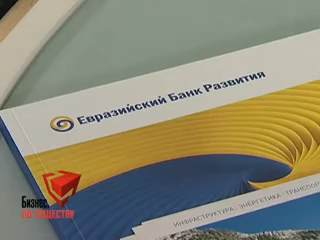 Евразийский Банк Развития
ИНФРАСТРУКТУРА · ЭНЕРГЕТИКА · ТРАНСПОР
Бизнес
ПО СУЩЕСТВУ